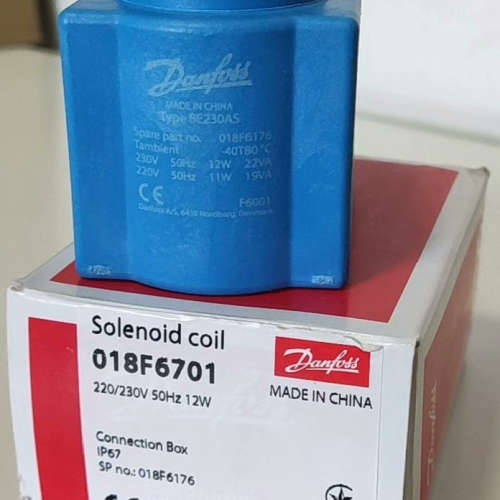 Danfoss
MADE IN CHINA
Type BE230AS
Spare part no. 018F6176
Tambient -40T80 °C
230V 50Hz 12W 22VA
220V 50Hz 11W 19VA
CE F6001
Danfoss A/S, 6430 Nordborg, Denmark
Solenoid coil
018F6701
220/230V 50Hz 12W
Danfoss
MADE IN CHINA
Connection Box
IP67
SP no.: 018F6176
Danfoss